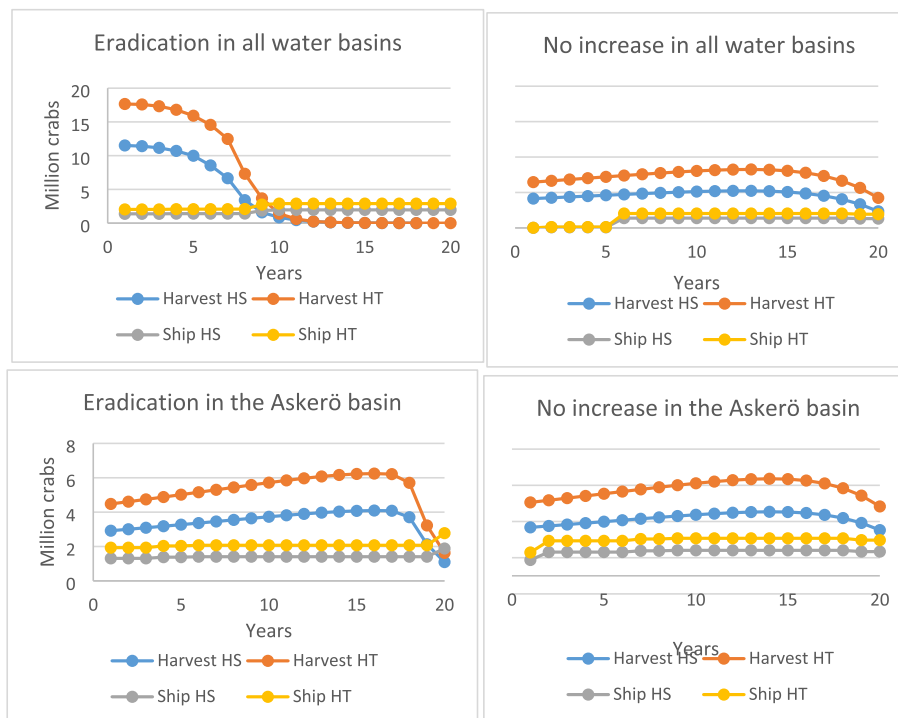 Eradication in all water basins
20
15
10
5
0
Million crabs
0 5 10 15 20
Years
Harvest HS Harvest HT
Ship HS Ship HT
No increase in all water basins
0 5 10 15 20
Years
Harvest HS Harvest HT
Ship HS Ship HT
Eradication in the Askerö basin
8
6
4
2
0
Million crabs
0 5 10 15 20
Years
Harvest HS Harvest HT
Ship HS Ship HT
No increase in the Askerö basin
0 5 10 15 20
Years
Harvest HS Harvest HT
Ship HS Ship HT